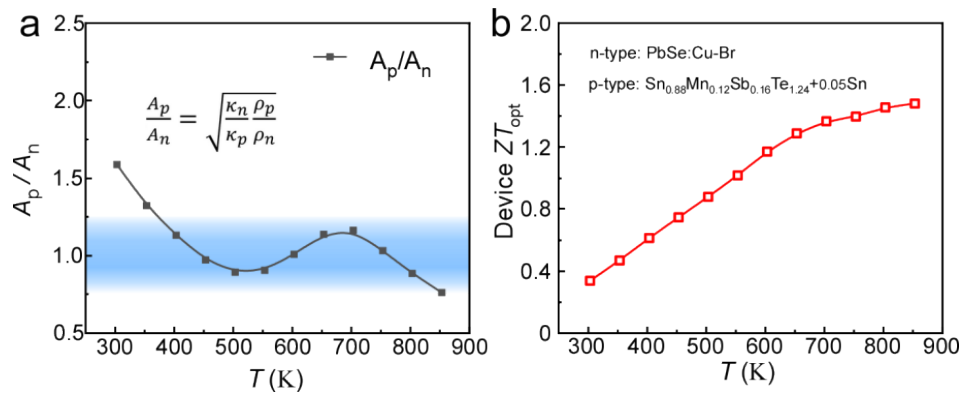 a
2.5
2.0
1.5
1.0
0.5
300 400 500 600 700 800 900
A_p / A_n
T (K)
A_p/A_n
A_p/A_n = √(κ_n/κ_p ρ_p/ρ_n)
b
2
1.6
1.2
0.8
0.4
0
300 400 500 600 700 800 900
Device ZT_opt
T (K)
n-type: PbSe:Cu-Br
p-type: Sn₀.₈₈Mn₀.₁₂Sb₀.₁₆Te₁.₂₄+0.05Sn